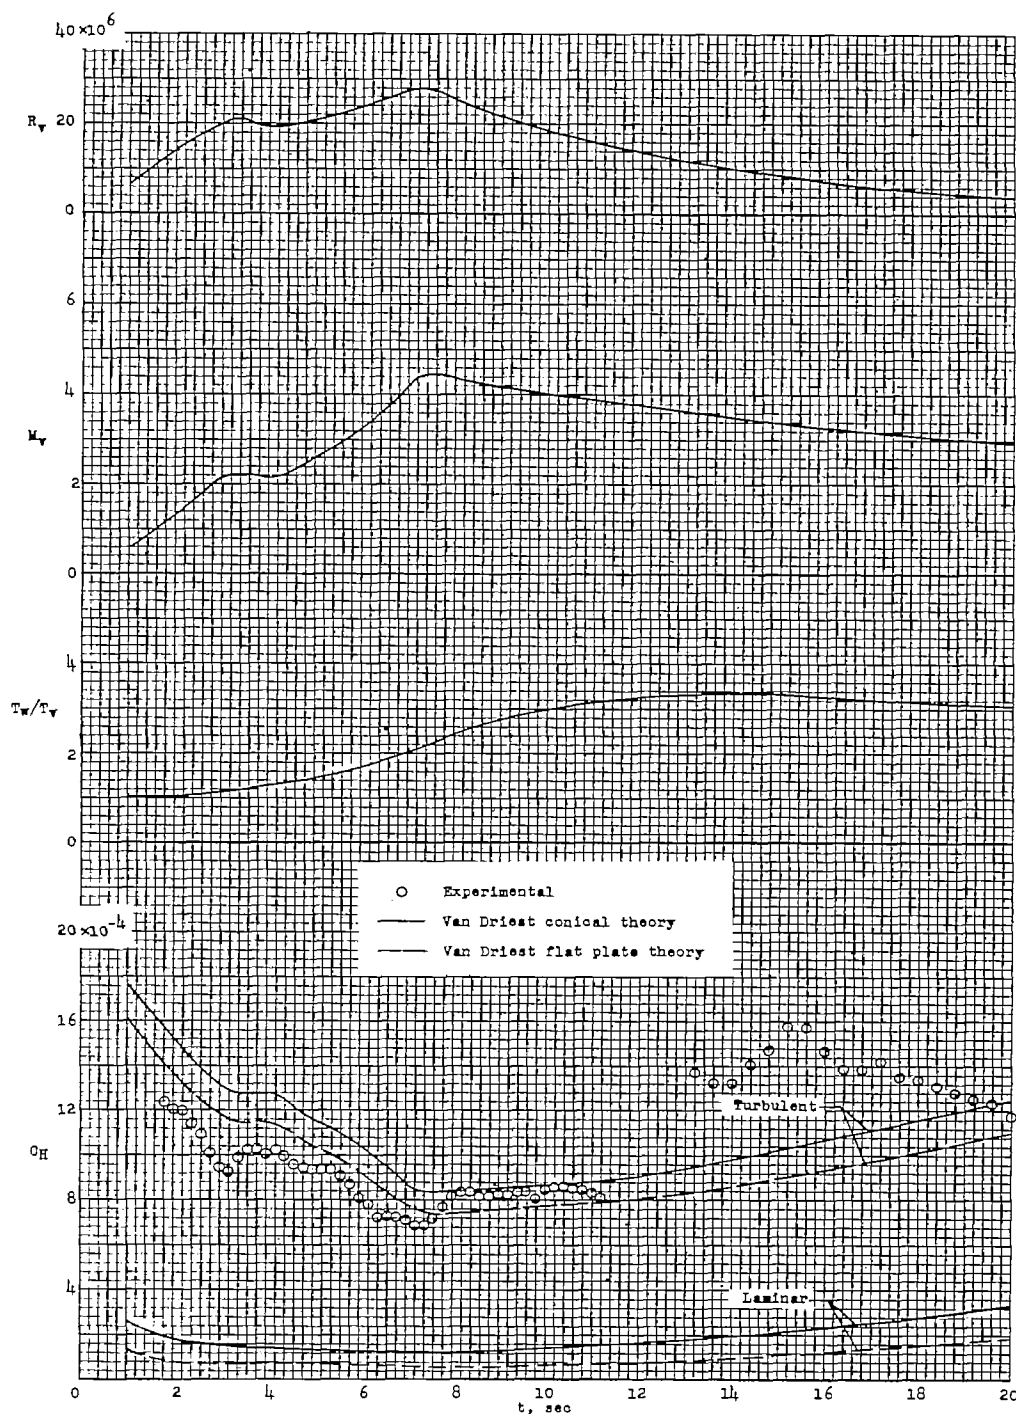 40×10⁶
R_v 20
0
6
4
M_v
2
0
4
T_w/T_v
2
0
○ Experimental
—— Van Driest conical theory
—— Van Driest flat plate theory
20×10⁻⁴
16
12
Turbulent
C_H
8
4
Laminar
0 2 4 6 8 10 12 14 16 18 20
t, sec